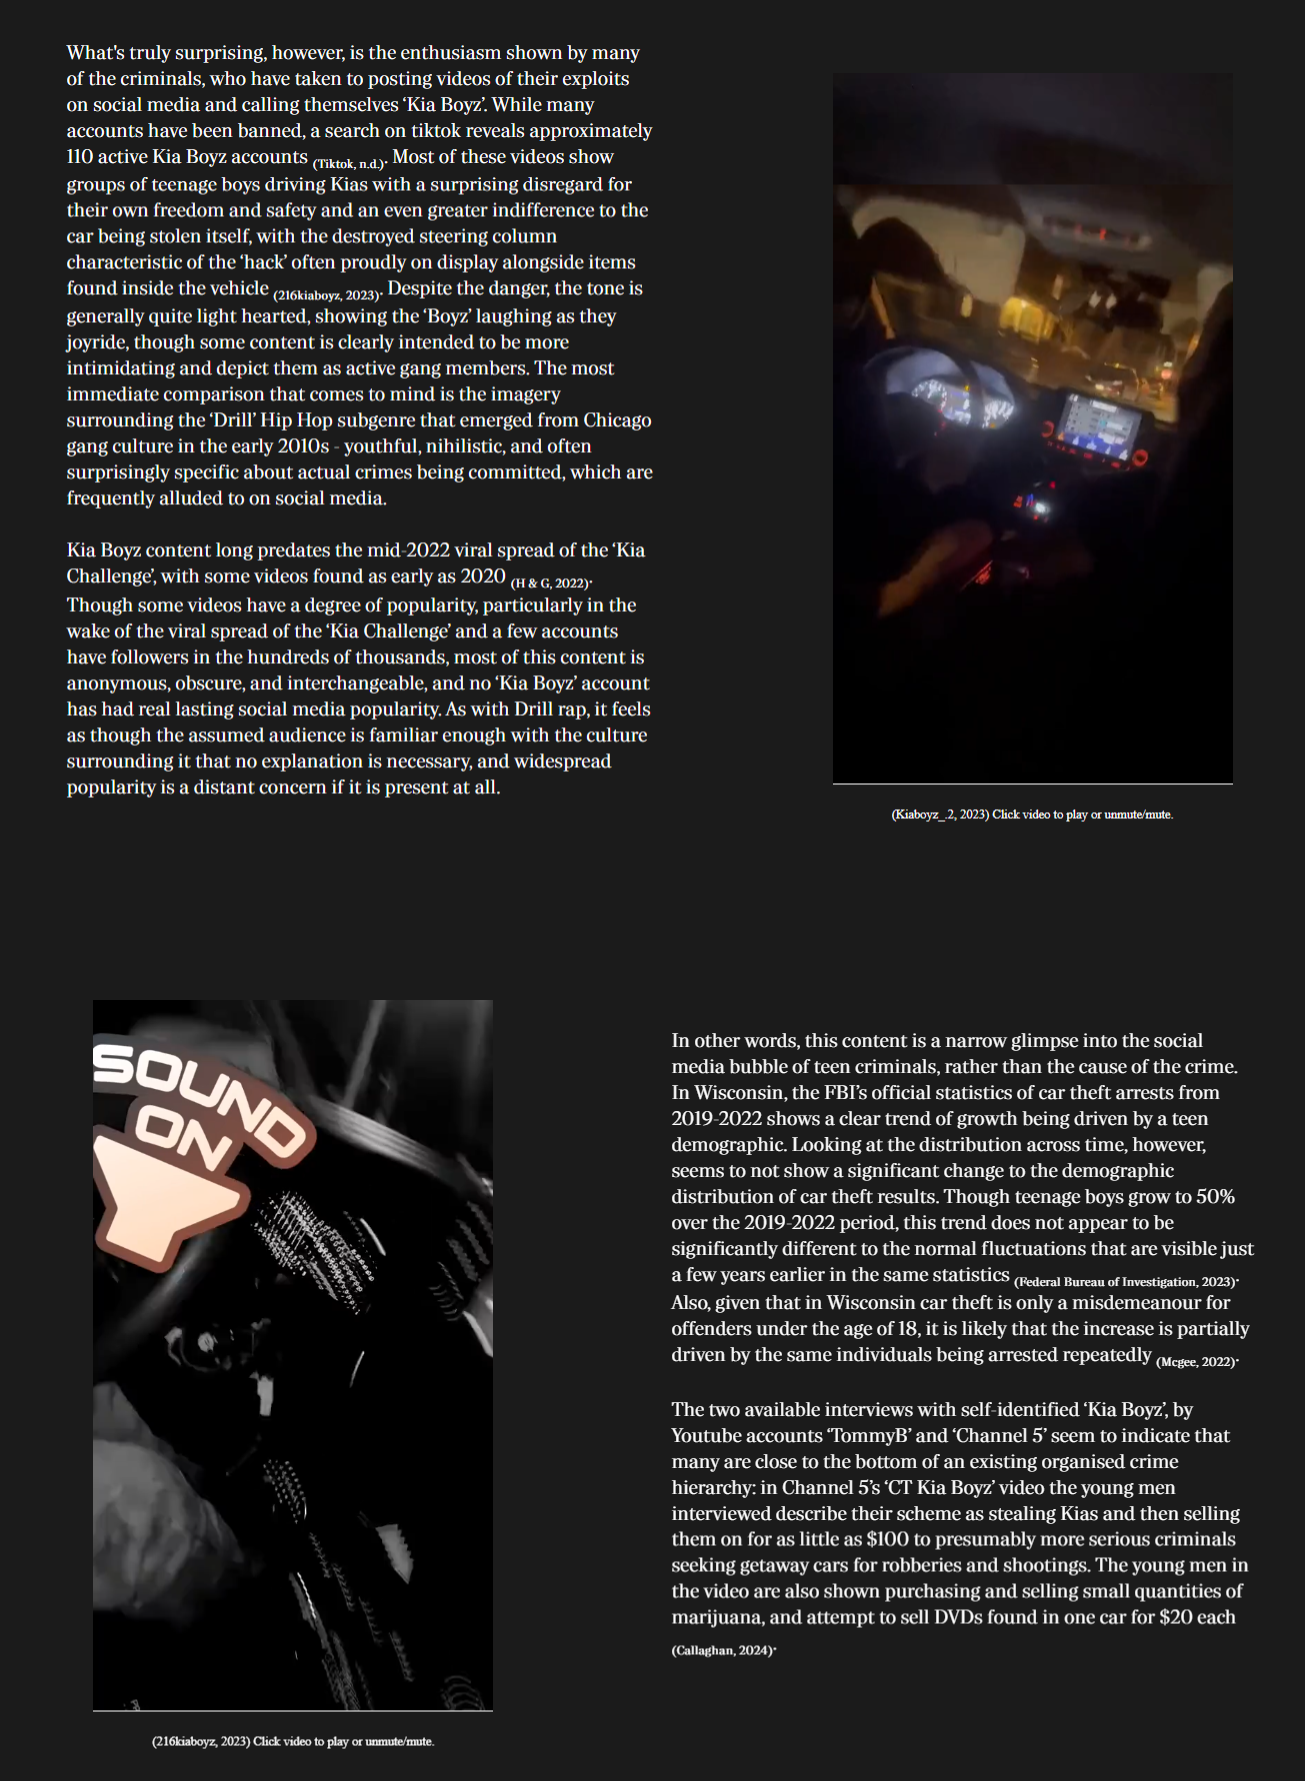 What's truly surprising, however, is the enthusiasm shown by many
of the criminals, who have taken to posting videos of their exploits
on social media and calling themselves ‘Kia Boyz’. While many
accounts have been banned, a search on tiktok reveals approximately
110 active Kia Boyz accounts (Tiktok, n.d.). Most of these videos show
groups of teenage boys driving Kias with a surprising disregard for
their own freedom and safety and an even greater indifference to the
car being stolen itself, with the destroyed steering column
characteristic of the ‘hack’ often proudly on display alongside items
found inside the vehicle (216kiaboyz, 2023). Despite the danger, the tone is
generally quite light hearted, showing the ‘Boyz’ laughing as they
joyride, though some content is clearly intended to be more
intimidating and depict them as active gang members. The most
immediate comparison that comes to mind is the imagery
surrounding the ‘Drill’ Hip Hop subgenre that emerged from Chicago
gang culture in the early 2010s - youthful, nihilistic, and often
surprisingly specific about actual crimes being committed, which are
frequently alluded to on social media.
Kia Boyz content long predates the mid-2022 viral spread of the ‘Kia
Challenge’, with some videos found as early as 2020 (H & G, 2022).
Though some videos have a degree of popularity, particularly in the
wake of the viral spread of the ‘Kia Challenge’ and a few accounts
have followers in the hundreds of thousands, most of this content is
anonymous, obscure, and interchangeable, and no ‘Kia Boyz’ account
has had real lasting social media popularity. As with Drill rap, it feels
as though the assumed audience is familiar enough with the culture
surrounding it that no explanation is necessary, and widespread
popularity is a distant concern if it is present at all.
(Kiaboyz_.2, 2023) Click video to play or unmute/mute.
SOUND
ON
(216kiaboyz, 2023) Click video to play or unmute/mute.
In other words, this content is a narrow glimpse into the social
media bubble of teen criminals, rather than the cause of the crime.
In Wisconsin, the FBI’s official statistics of car theft arrests from
2019-2022 shows a clear trend of growth being driven by a teen
demographic. Looking at the distribution across time, however,
seems to not show a significant change to the demographic
distribution of car theft results. Though teenage boys grow to 50%
over the 2019-2022 period, this trend does not appear to be
significantly different to the normal fluctuations that are visible just
a few years earlier in the same statistics (Federal Bureau of Investigation, 2023).
Also, given that in Wisconsin car theft is only a misdemeanour for
offenders under the age of 18, it is likely that the increase is partially
driven by the same individuals being arrested repeatedly (Mcgee, 2022).
The two available interviews with self-identified ‘Kia Boyz’, by
Youtube accounts ‘TommyB’ and ‘Channel 5’ seem to indicate that
many are close to the bottom of an existing organised crime
hierarchy: in Channel 5’s ‘CT Kia Boyz’ video the young men
interviewed describe their scheme as stealing Kias and then selling
them on for as little as $100 to presumably more serious criminals
seeking getaway cars for robberies and shootings. The young men in
the video are also shown purchasing and selling small quantities of
marijuana, and attempt to sell DVDs found in one car for $20 each
(Callaghan, 2024).